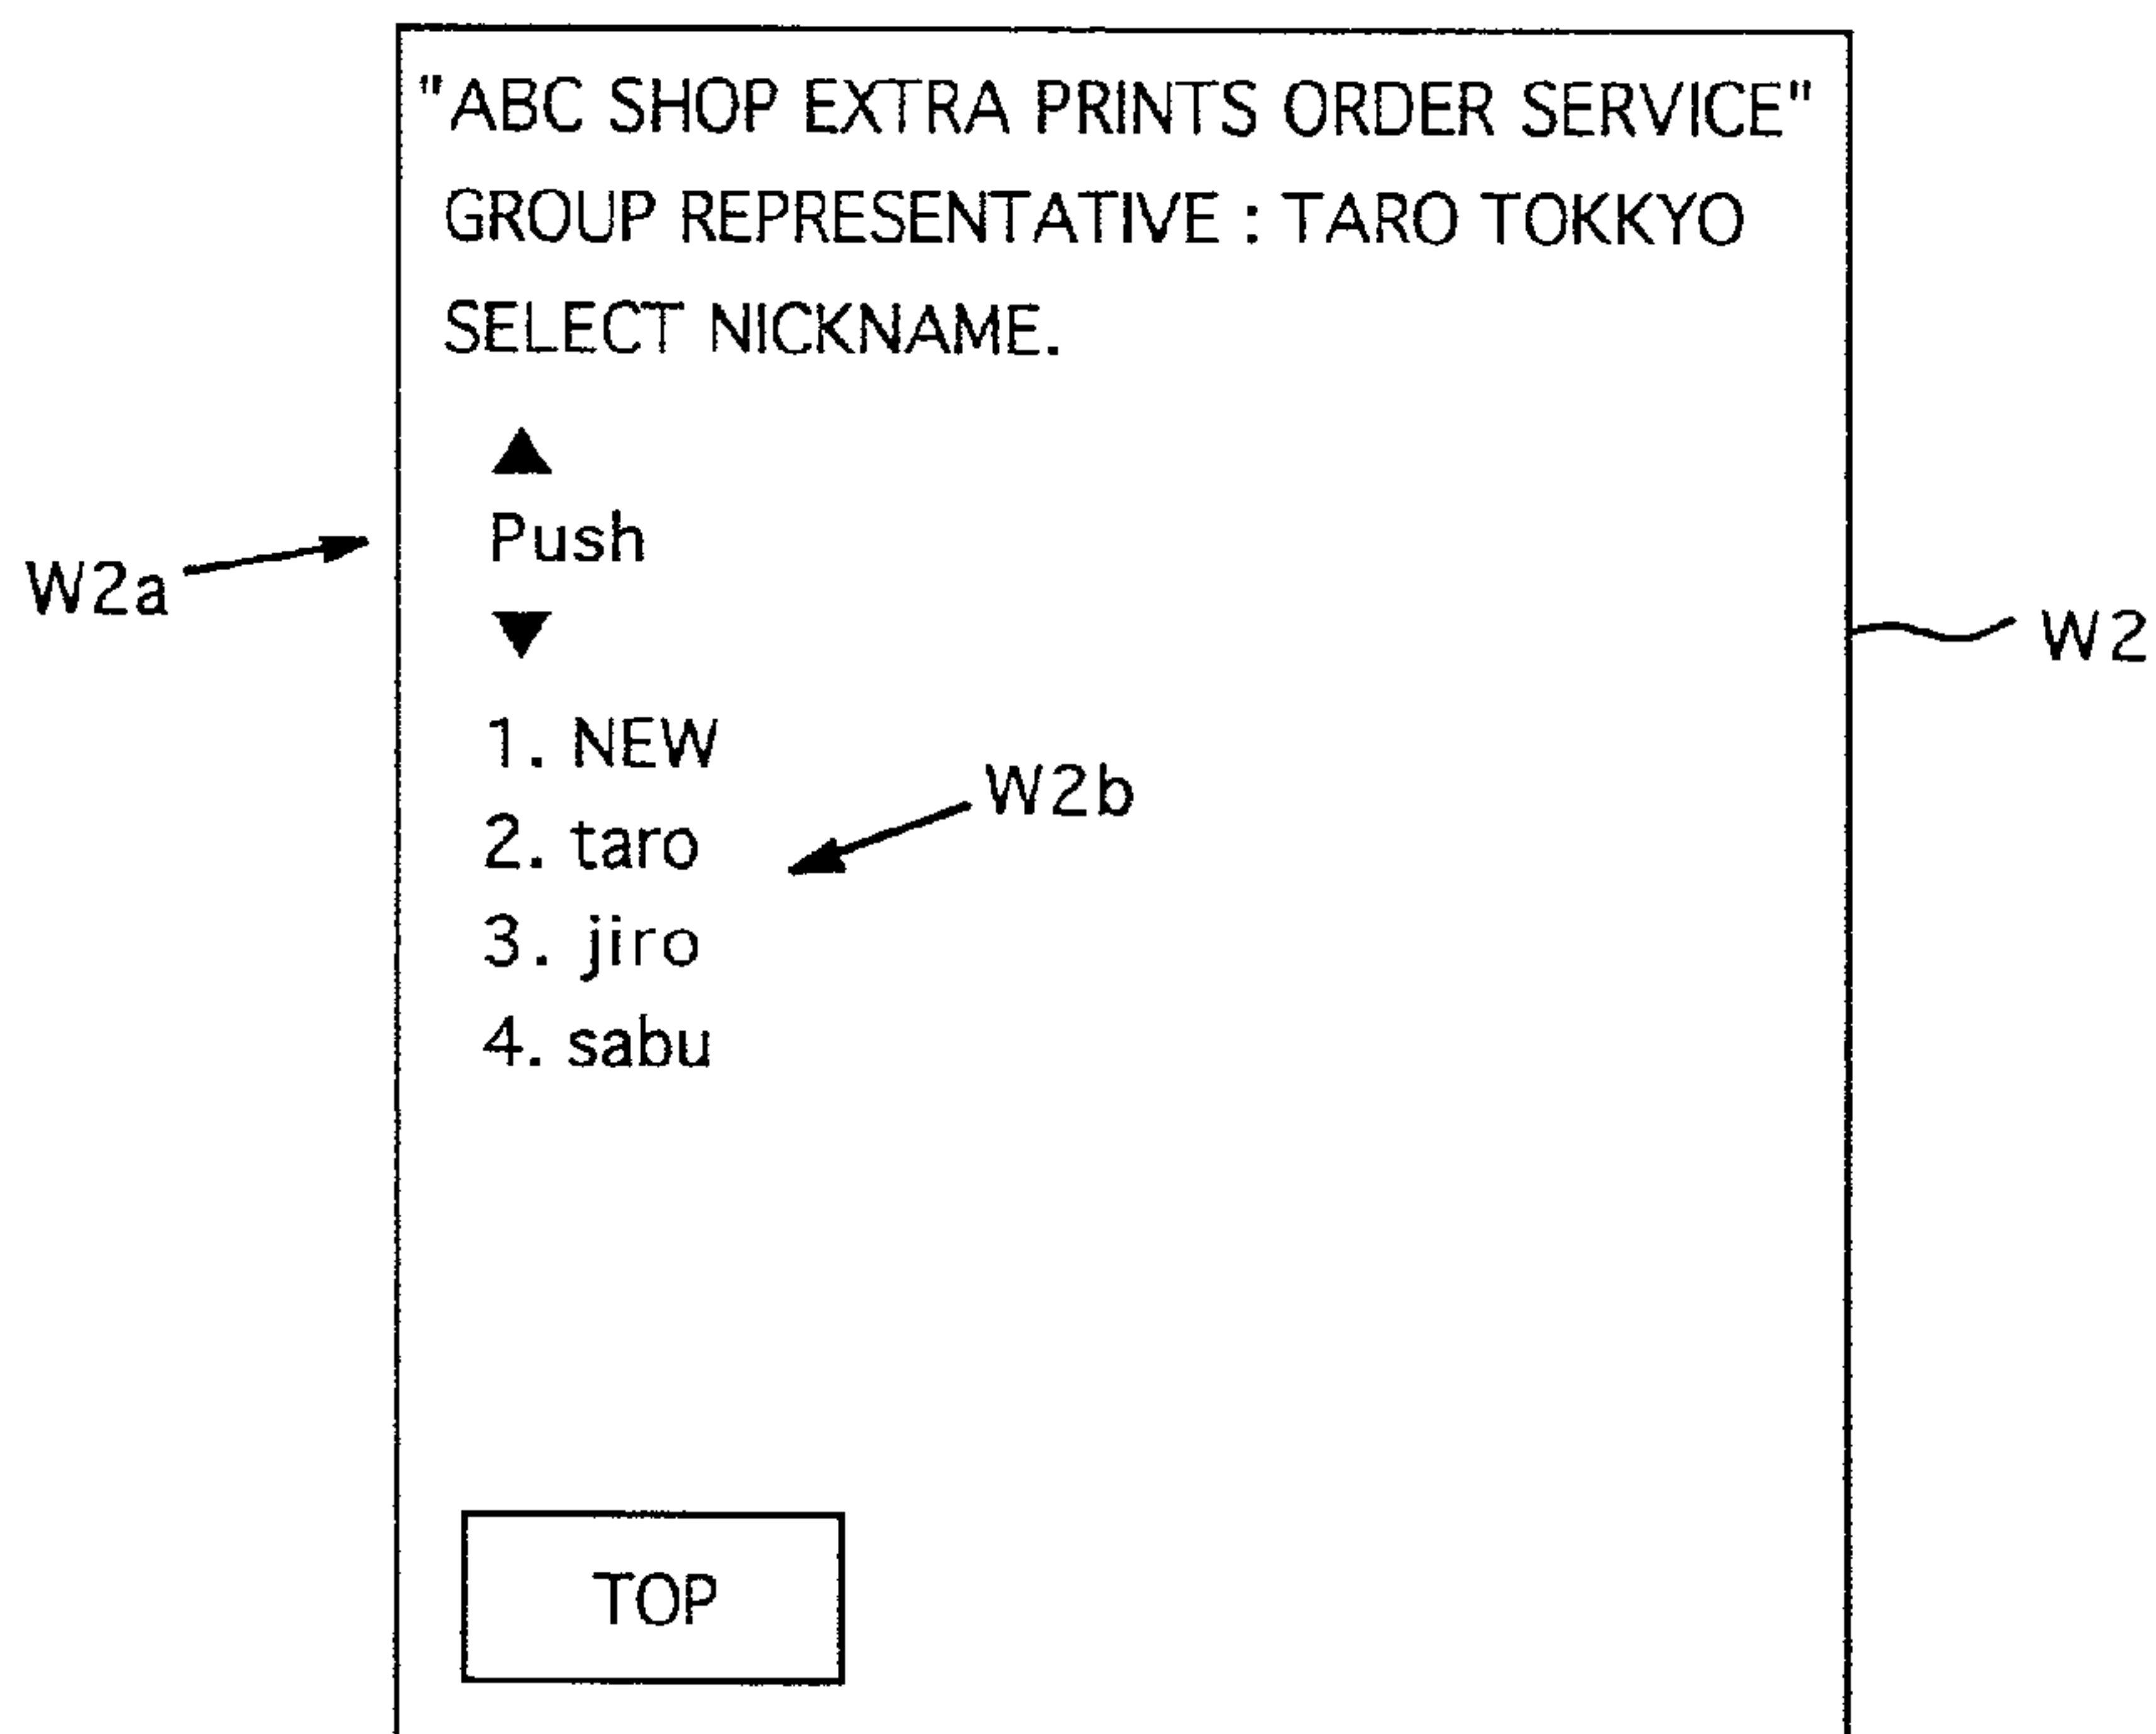 "ABC SHOP EXTRA PRINTS ORDER SERVICE"
GROUP REPRESENTATIVE : TARO TOKKYO
SELECT NICKNAME.
▲
Push
W2a
▼
W2
1. NEW
W2b
2. taro
3. jiro
4. sabu
TOP